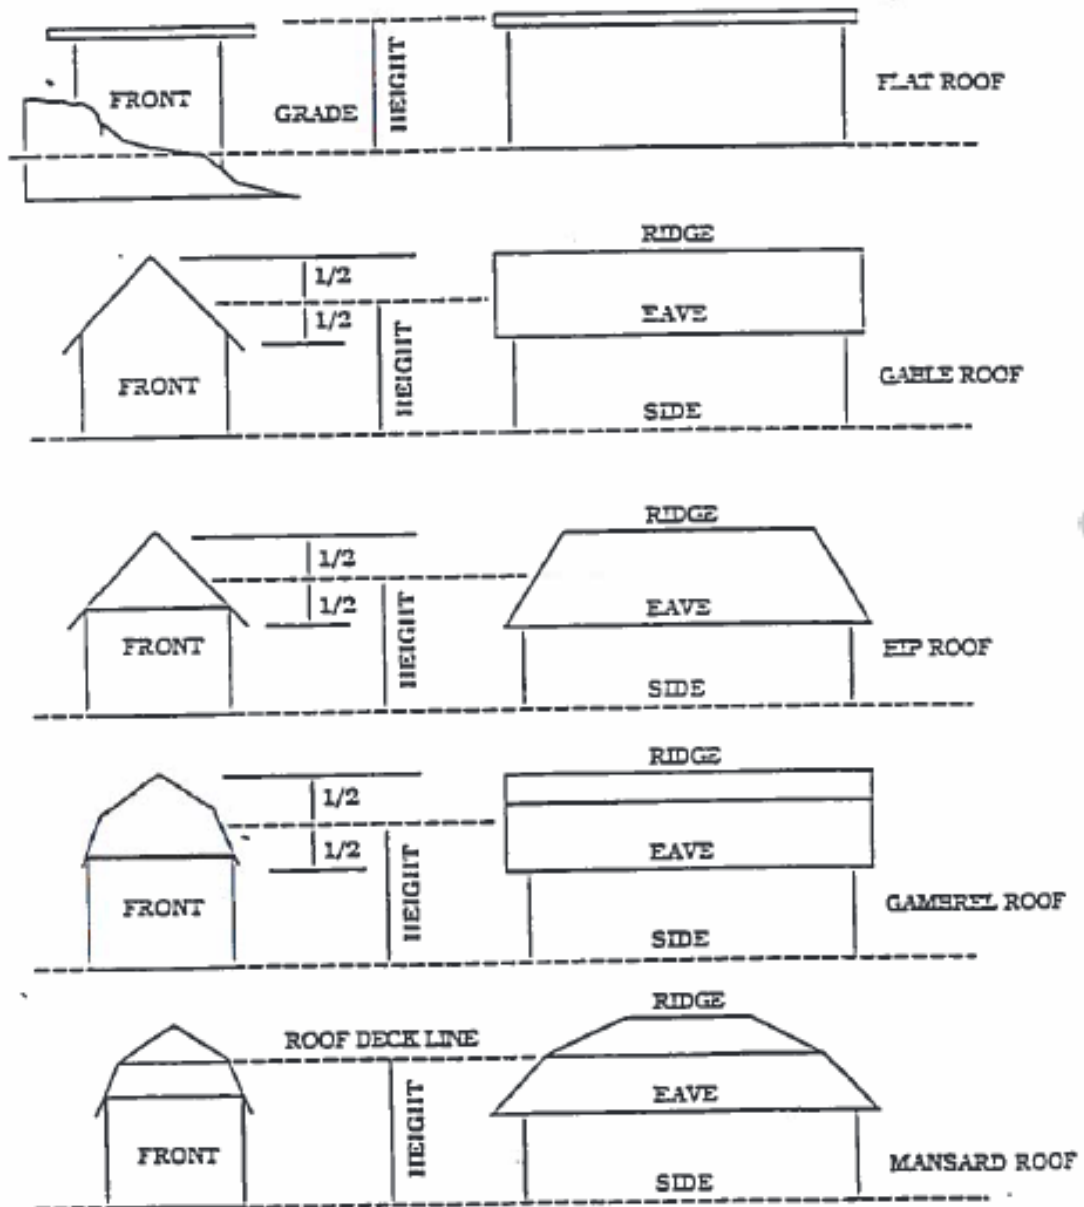 FRONT
GRADE
HEIGHT
FLAT ROOF
RIDGE
1/2
1/2
EAVE
FRONT
HEIGHT
GABLE ROOF
SIDE
RIDGE
1/2
1/2
EAVE
FRONT
HEIGHT
HIP ROOF
SIDE
RIDGE
1/2
1/2
EAVE
FRONT
HEIGHT
GAMBREL ROOF
SIDE
RIDGE
ROOF DECK LINE
EAVE
HEIGHT
FRONT
MANSARD ROOF
SIDE